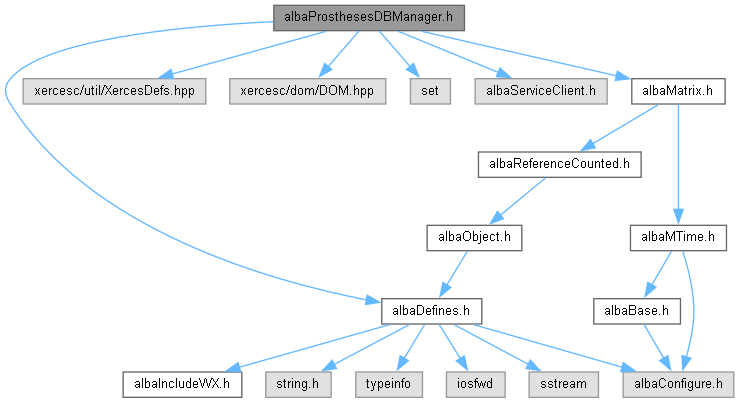 albaProsthesesDBManager.h
xercesc/util/XercesDefs.hpp
xercesc/dom/DOM.hpp
set
albaServiceClient.h
albaMatrix.h
albaReferenceCounted.h
albaObject.h
albaMTime.h
albaDefines.h
albaBase.h
albaIncludeWX.h
string.h
typeinfo
iosfwd
sstream
albaConfigure.h